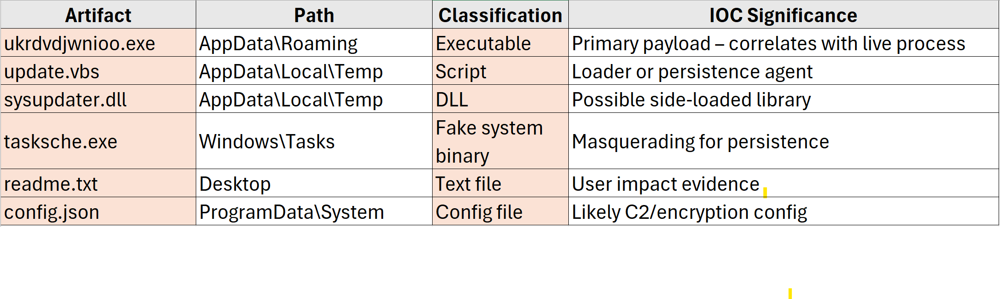 Artifact Path Classification IOC Significance
ukrdvdjwnioo.exe AppData\Roaming Executable Primary payload – correlates with live process
update.vbs AppData\Local\Temp Script Loader or persistence agent
sysupdater.dll AppData\Local\Temp DLL Possible side-loaded library
tasksche.exe Windows\Tasks Fake system
binary Masquerading for persistence
readme.txt Desktop Text file User impact evidence
config.json ProgramData\System Config file Likely C2/encryption config